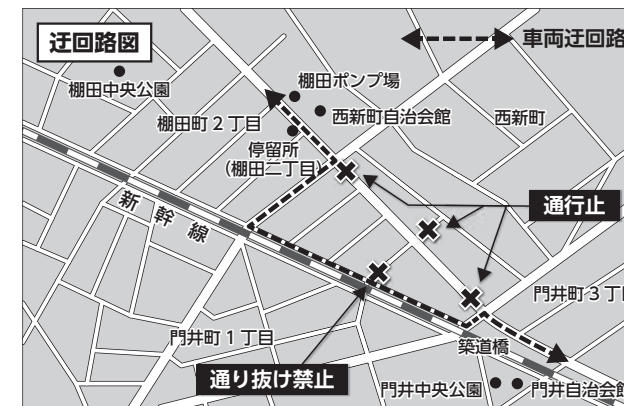 迂回路図
車両迂回路
棚田中央公園
棚田ポンプ場
棚田町2丁目
西新町自治会館
西新町
停留所
(棚田二丁目)
新幹線
通行止
門井町3丁
門井町1丁目
築道橋
通り抜け禁止
門井中央公園
門井自治会館